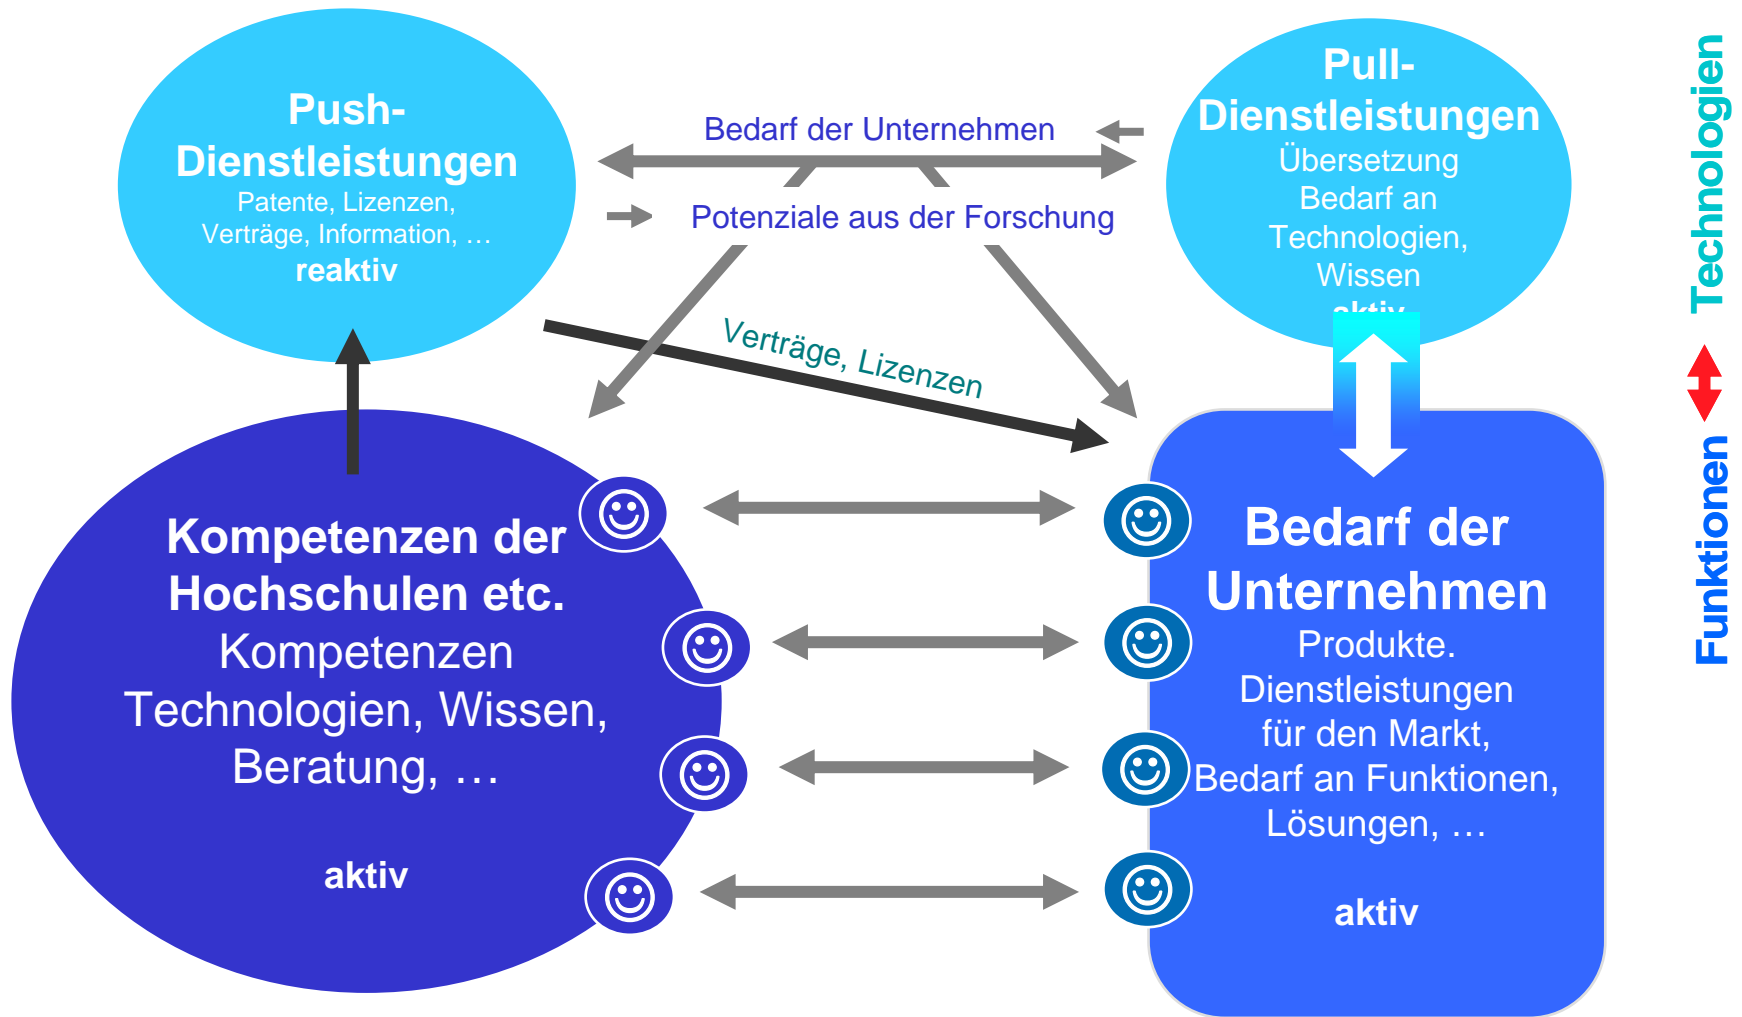 Push-
Dienstleistungen
Patente, Lizenzen,
Verträge, Information, …
reaktiv
Bedarf der Unternehmen
Potenziale aus der Forschung
Verträge, Lizenzen
Pull-
Dienstleistungen
Übersetzung
Bedarf an
Technologien,
Wissen
aktiv
Kompetenzen der
Hochschulen etc.
Kompetenzen
Technologien, Wissen,
Beratung, …
aktiv
Bedarf der
Unternehmen
Produkte.
Dienstleistungen
für den Markt,
Bedarf an Funktionen,
Lösungen, …
aktiv
Funktionen
Technologien